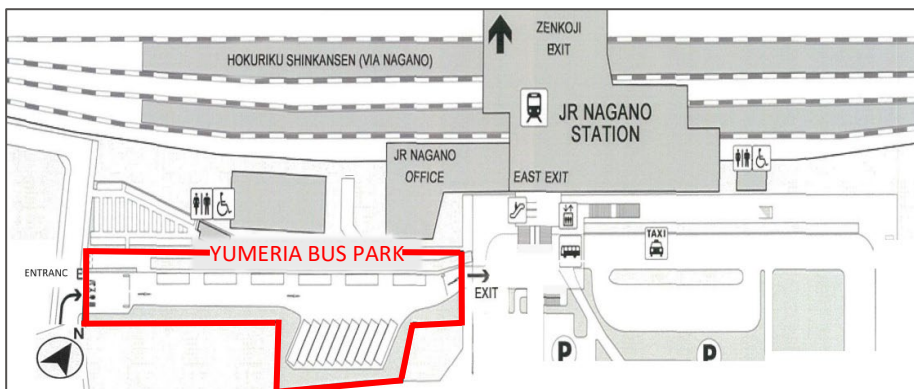 ZENKOJI
EXIT
HOKURIKU SHINKANSEN (VIA NAGANO)
JR NAGANO
STATION
JR NAGANO
OFFICE
EAST EXIT
TAXI
YUMERIA BUS PARK
ENTRANC
EXIT
N
P
P